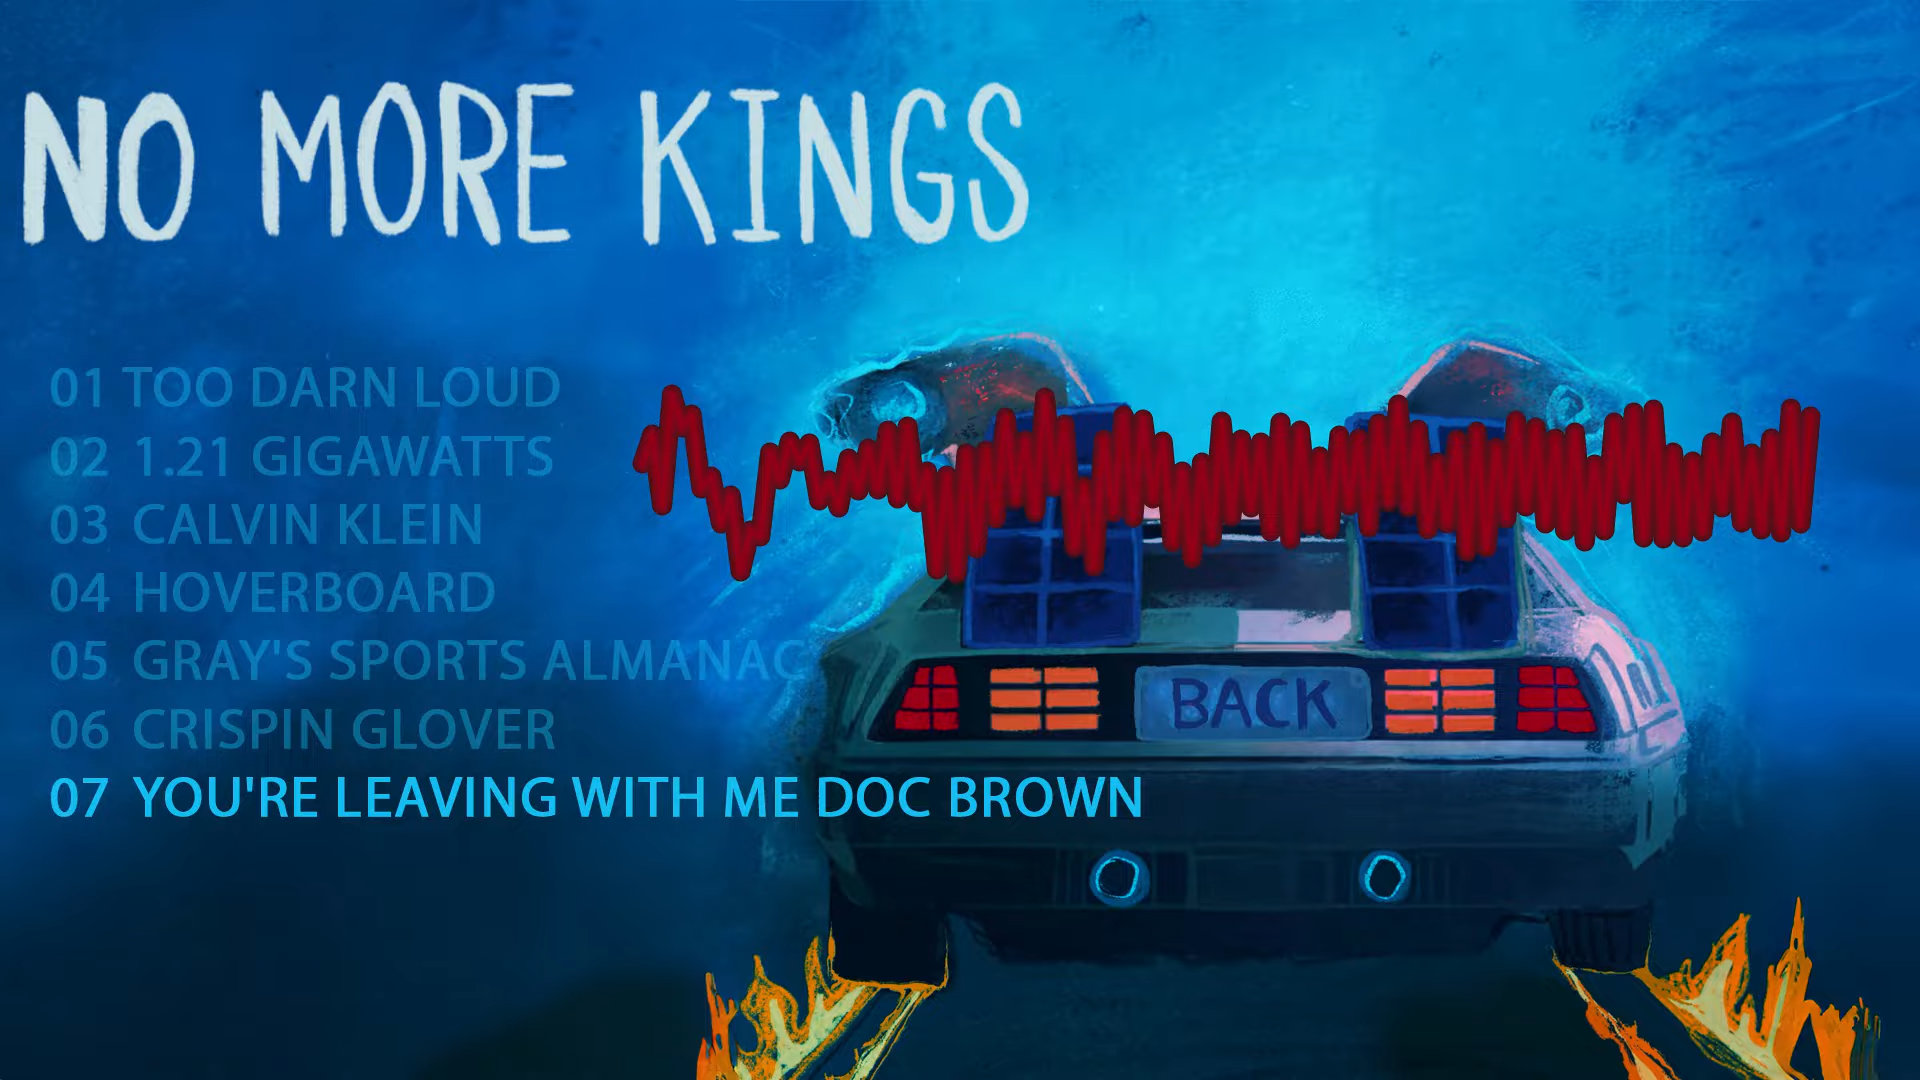 NO MORE KINGS
01 TOO DARN LOUD
02 1.21 GIGAWATTS
03 CALVIN KLEIN
04 HOVERBOARD
05 GRAY'S SPORTS ALMANAC
06 CRISPIN GLOVER
07 YOU'RE LEAVING WITH ME DOC BROWN
BACK